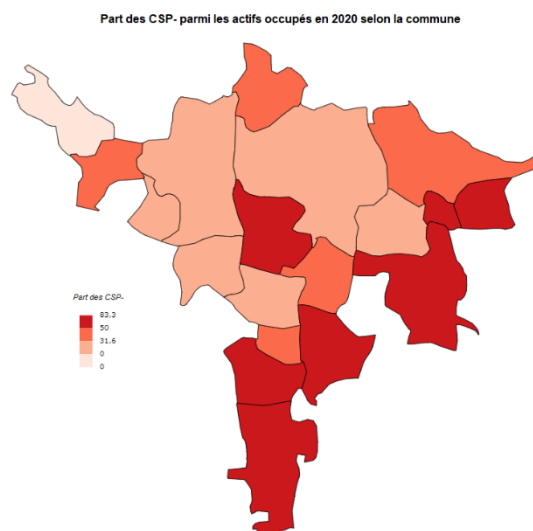 Part des CSP- parmi les actifs occupés en 2020 selon la commune
Part des CSP-
83.3
50
31.6
0
0